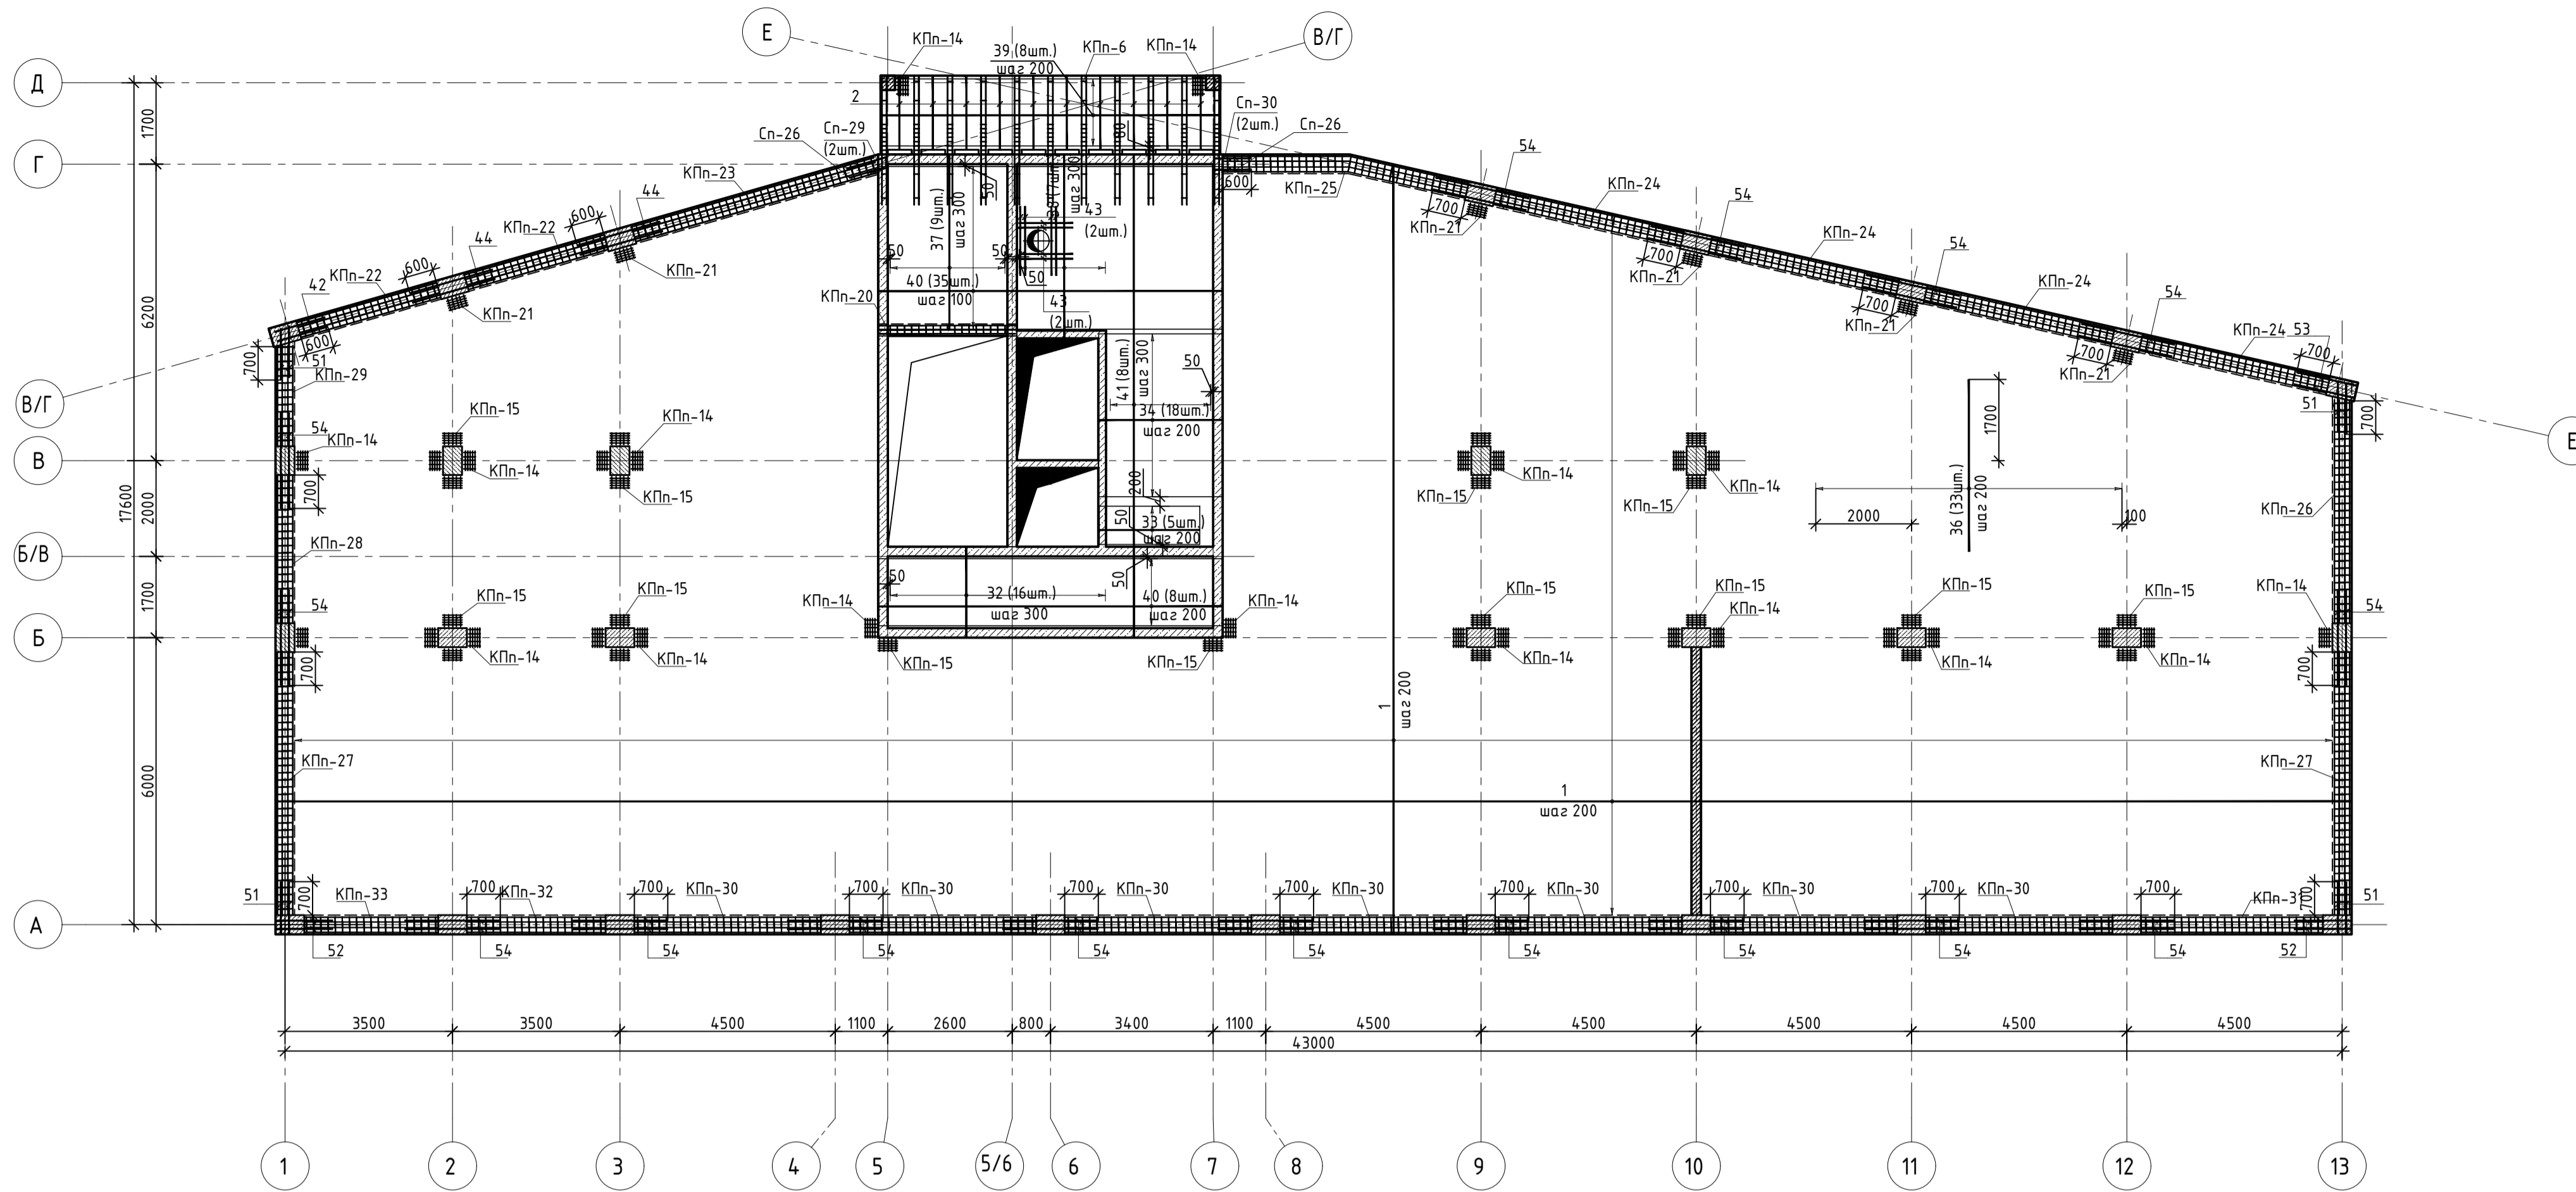 Е
В/Г
КПп-14
39 (8шт.)
шаг 200
КПп-6
КПп-14
Д
2
1700
Сп-30
(2шт.)
Сп-26
Сп-29
(2шт.)
Сп-26
80
Г
КПп-23
КПп-25
600
54
КПп-24
54
КПп-24
54
КПп-24
54
КПп-24
53
700
44
600
КПп-22
44
600
КПп-22
42
600
51
КПп-21
КПп-21
50
37 (9шт.)
шаг 300
шаг 300
43
(2шт.)
50
50
50
50
40 (35шт.)
шаг 100
43
(2шт.)
КПп-20
700
КПп-21
700
КПп-21
700
КПп-21
700
КПп-21
6200
700
КПп-29
В/Г
41 (8шт.)
шаг 300
50
34 (18шт.)
шаг 200
51
700
1700
Е
54
КПп-14
КПп-15
КПп-14
КПп-14
КПп-15
В
700
КПп-14
КПп-15
КПп-14
КПп-15
36 (33шт.)
шаг 200
2000
100
КПп-26
17600
2000
200
50
33 (5шт.)
шаг 200
КПп-28
Б/В
50
50
32 (16шт.)
шаг 300
40 (8шт.)
шаг 200
КПп-14
КПп-14
КПп-15
КПп-15
1700
54
КПп-15
КПп-14
КПп-15
КПп-14
КПп-15
КПп-14
КПп-15
КПп-14
КПп-15
КПп-14
КПп-15
КПп-14
КПп-14
54
Б
700
700
1
шаг 200
6000
КПп-27
КПп-27
1
шаг 200
51
700
КПп-33
700
КПп-32
700
КПп-30
700
КПп-30
700
КПп-30
700
КПп-30
700
КПп-30
700
КПп-30
700
КПп-30
700
КПп-31
700
51
А
52
54
54
54
54
54
54
54
54
54
52
3500
3500
4500
1100
2600
800
3400
1100
4500
4500
4500
4500
4500
43000
1
2
3
4
5
5/6
6
7
8
9
10
11
12
13